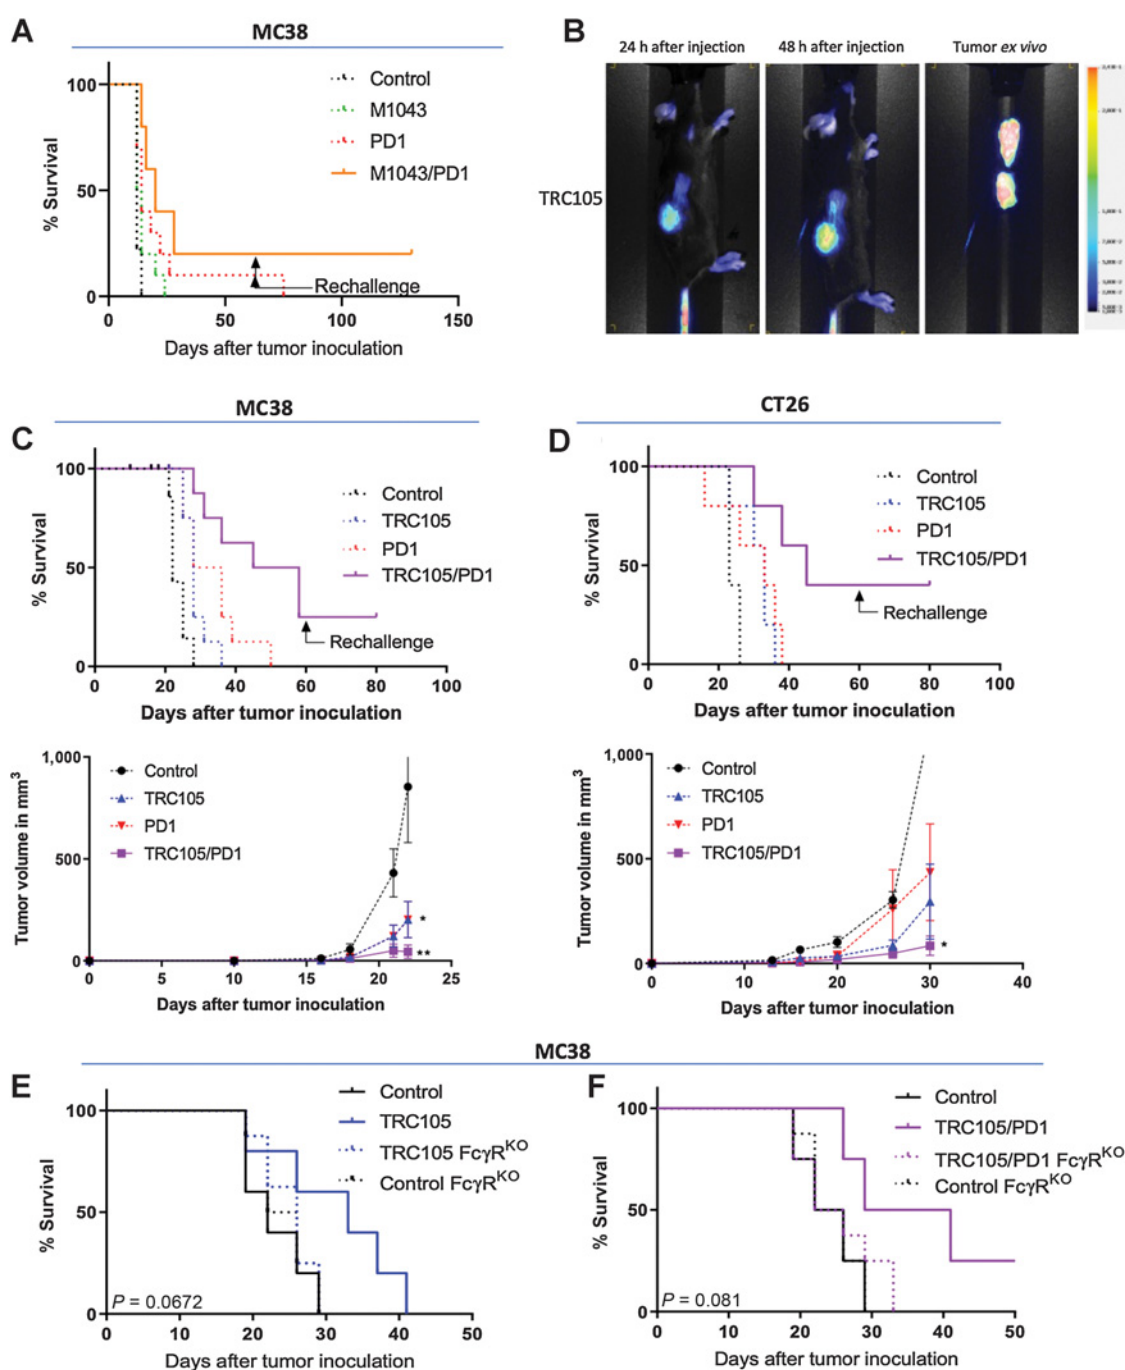 A
MC38
100
50
0
% Survival
Control
M1043
PD1
M1043/PD1
Rechallenge
0 50 100 150
Days after tumor inoculation
B
24 h after injection 48 h after injection Tumor ex vivo
TRC105
C
MC38
100
50
0
% Survival
Control
TRC105
PD1
TRC105/PD1
Rechallenge
0 20 40 60 80 100
Days after tumor inoculation
1,000
500
0
Tumor volume in mm³
Control
TRC105
PD1
TRC105/PD1
*
**
0 5 10 15 20 25
Days after tumor inoculation
D
CT26
100
50
0
% Survival
Control
TRC105
PD1
TRC105/PD1
Rechallenge
0 20 40 60 80 100
Days after tumor inoculation
1,000
500
0
Tumor volume in mm³
Control
TRC105
PD1
TRC105/PD1
*
0 10 20 30 40
Days after tumor inoculation
MC38
E
100
50
0
% Survival
Control
TRC105
TRC105 FcγRᴷᴼ
Control FcγRᴷᴼ
P = 0.0672
0 10 20 30 40 50
Days after tumor inoculation
F
100
50
0
% Survival
Control
TRC105/PD1
TRC105/PD1 FcγRᴷᴼ
Control FcγRᴷᴼ
P = 0.081
0 10 20 30 40 50
Days after tumor inoculation